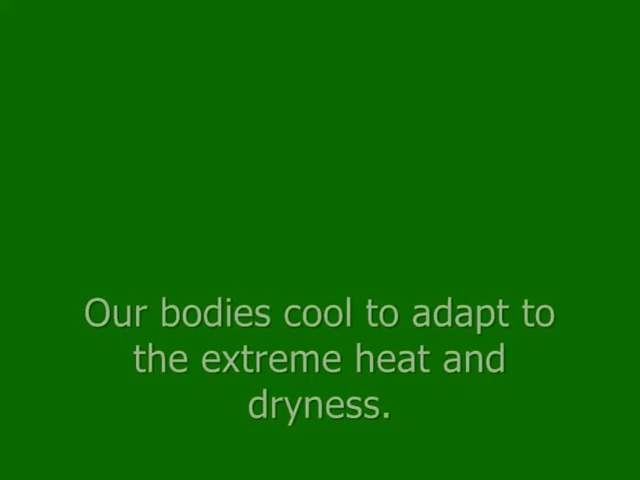 Our bodies cool to adapt to
the extreme heat and
dryness.